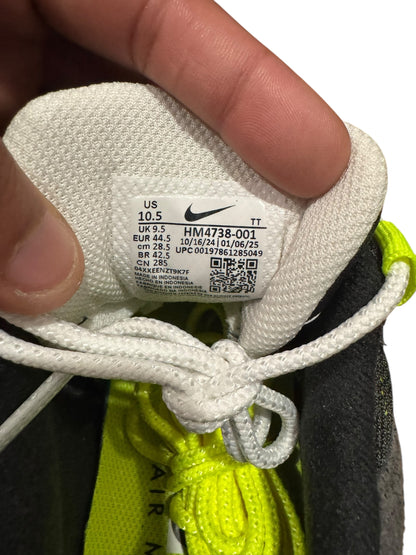 US
10.5
UK 9.5
EUR 44.5
cm 28.5
BR 42.5
CN 285
TT
HM4738-001
10/16/24 | 01/06/25
UPC 00197861285049
04XXXEENZT9K7F
MADE IN INDONESIA
AIR